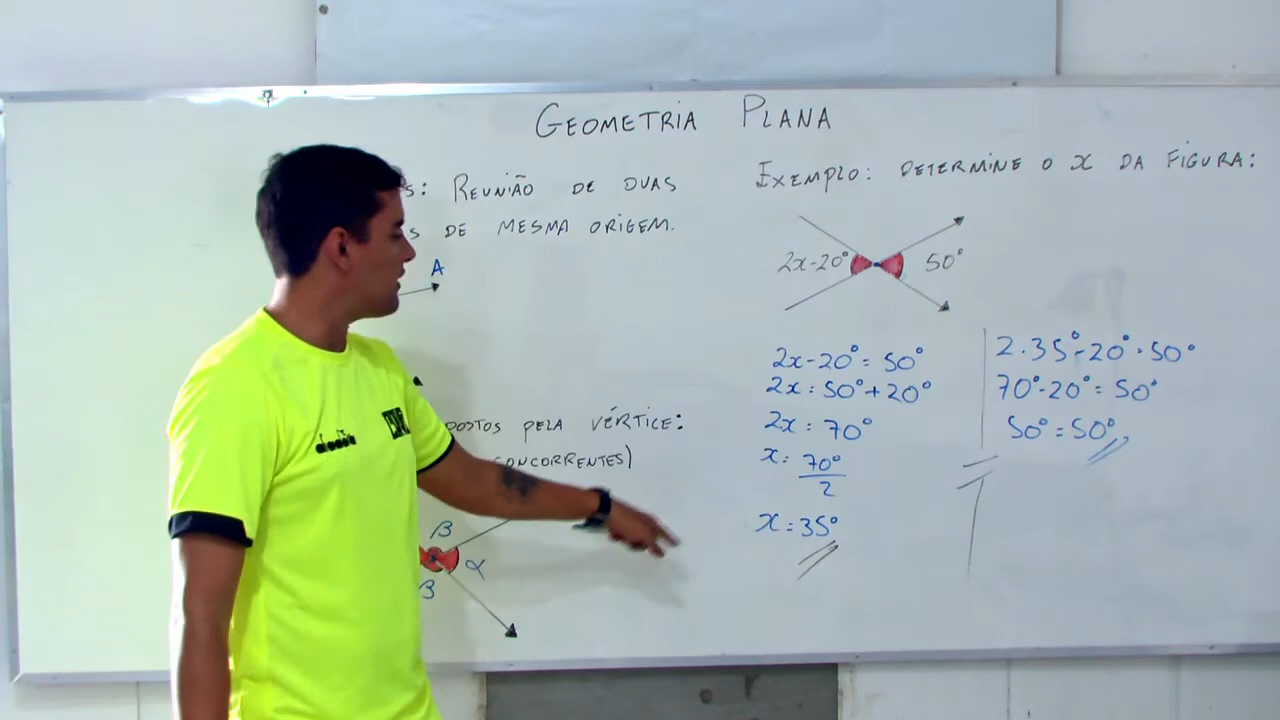 GEOMETRIA PLANA
S: REUNIÃO DE DUAS
S DE MESMA ORIGEM.
A
POSTOS PELA VÉRTICE:
CONCORRENTES)
β
α
β
diadora
EXEMPLO: DETERMINE O x DA FIGURA:
2x-20° 50°
2x-20° = 50°
2x = 50° + 20°
2x = 70°
x = 70°/2
x = 35°
2.35°-20° = 50°
70°-20° = 50°
50° = 50°